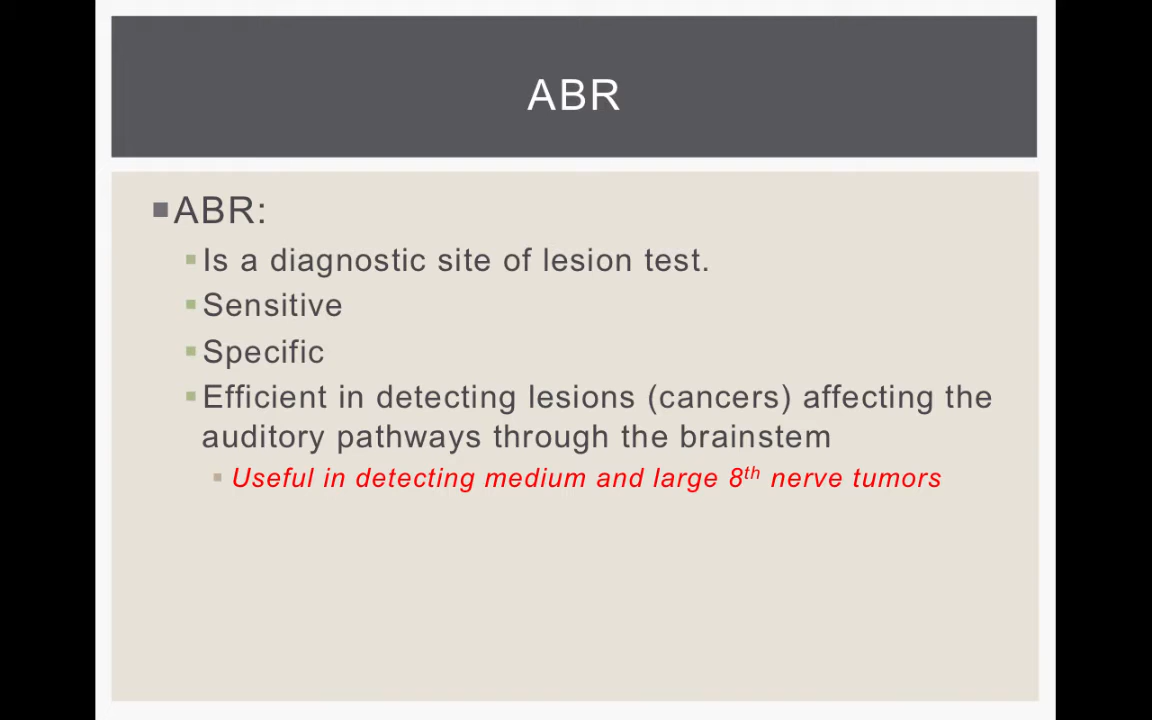 ABR
ABR:
Is a diagnostic site of lesion test.
Sensitive
Specific
Efficient in detecting lesions (cancers) affecting the
auditory pathways through the brainstem
Useful in detecting medium and large 8th nerve tumors